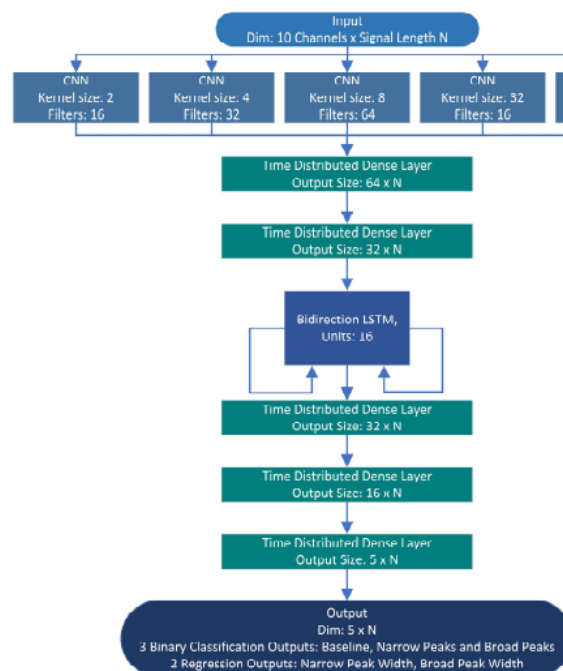 Input
Dim: 10 Channels x Signal Length N
CNN
Kernel size: 2
Filters: 16
CNN
Kernel size: 4
Filters: 32
CNN
Kernel size: 8
Filters: 64
CNN
Kernel size: 32
Filters: 16
Time Distributed Dense Layer
Output Size: 64 x N
Time Distributed Dense Layer
Output Size: 32 x N
Bidirection LSTM,
Units: 16
Time Distributed Dense Layer
Output Size: 32 x N
Time Distributed Dense Layer
Output Size: 16 x N
Time Distributed Dense Layer
Output Size: 5 x N
Output
Dim: 5 x N
3 Binary Classification Outputs: Baseline, Narrow Peaks and Broad Peaks
2 Regression Outputs: Narrow Peak Width, Broad Peak Width